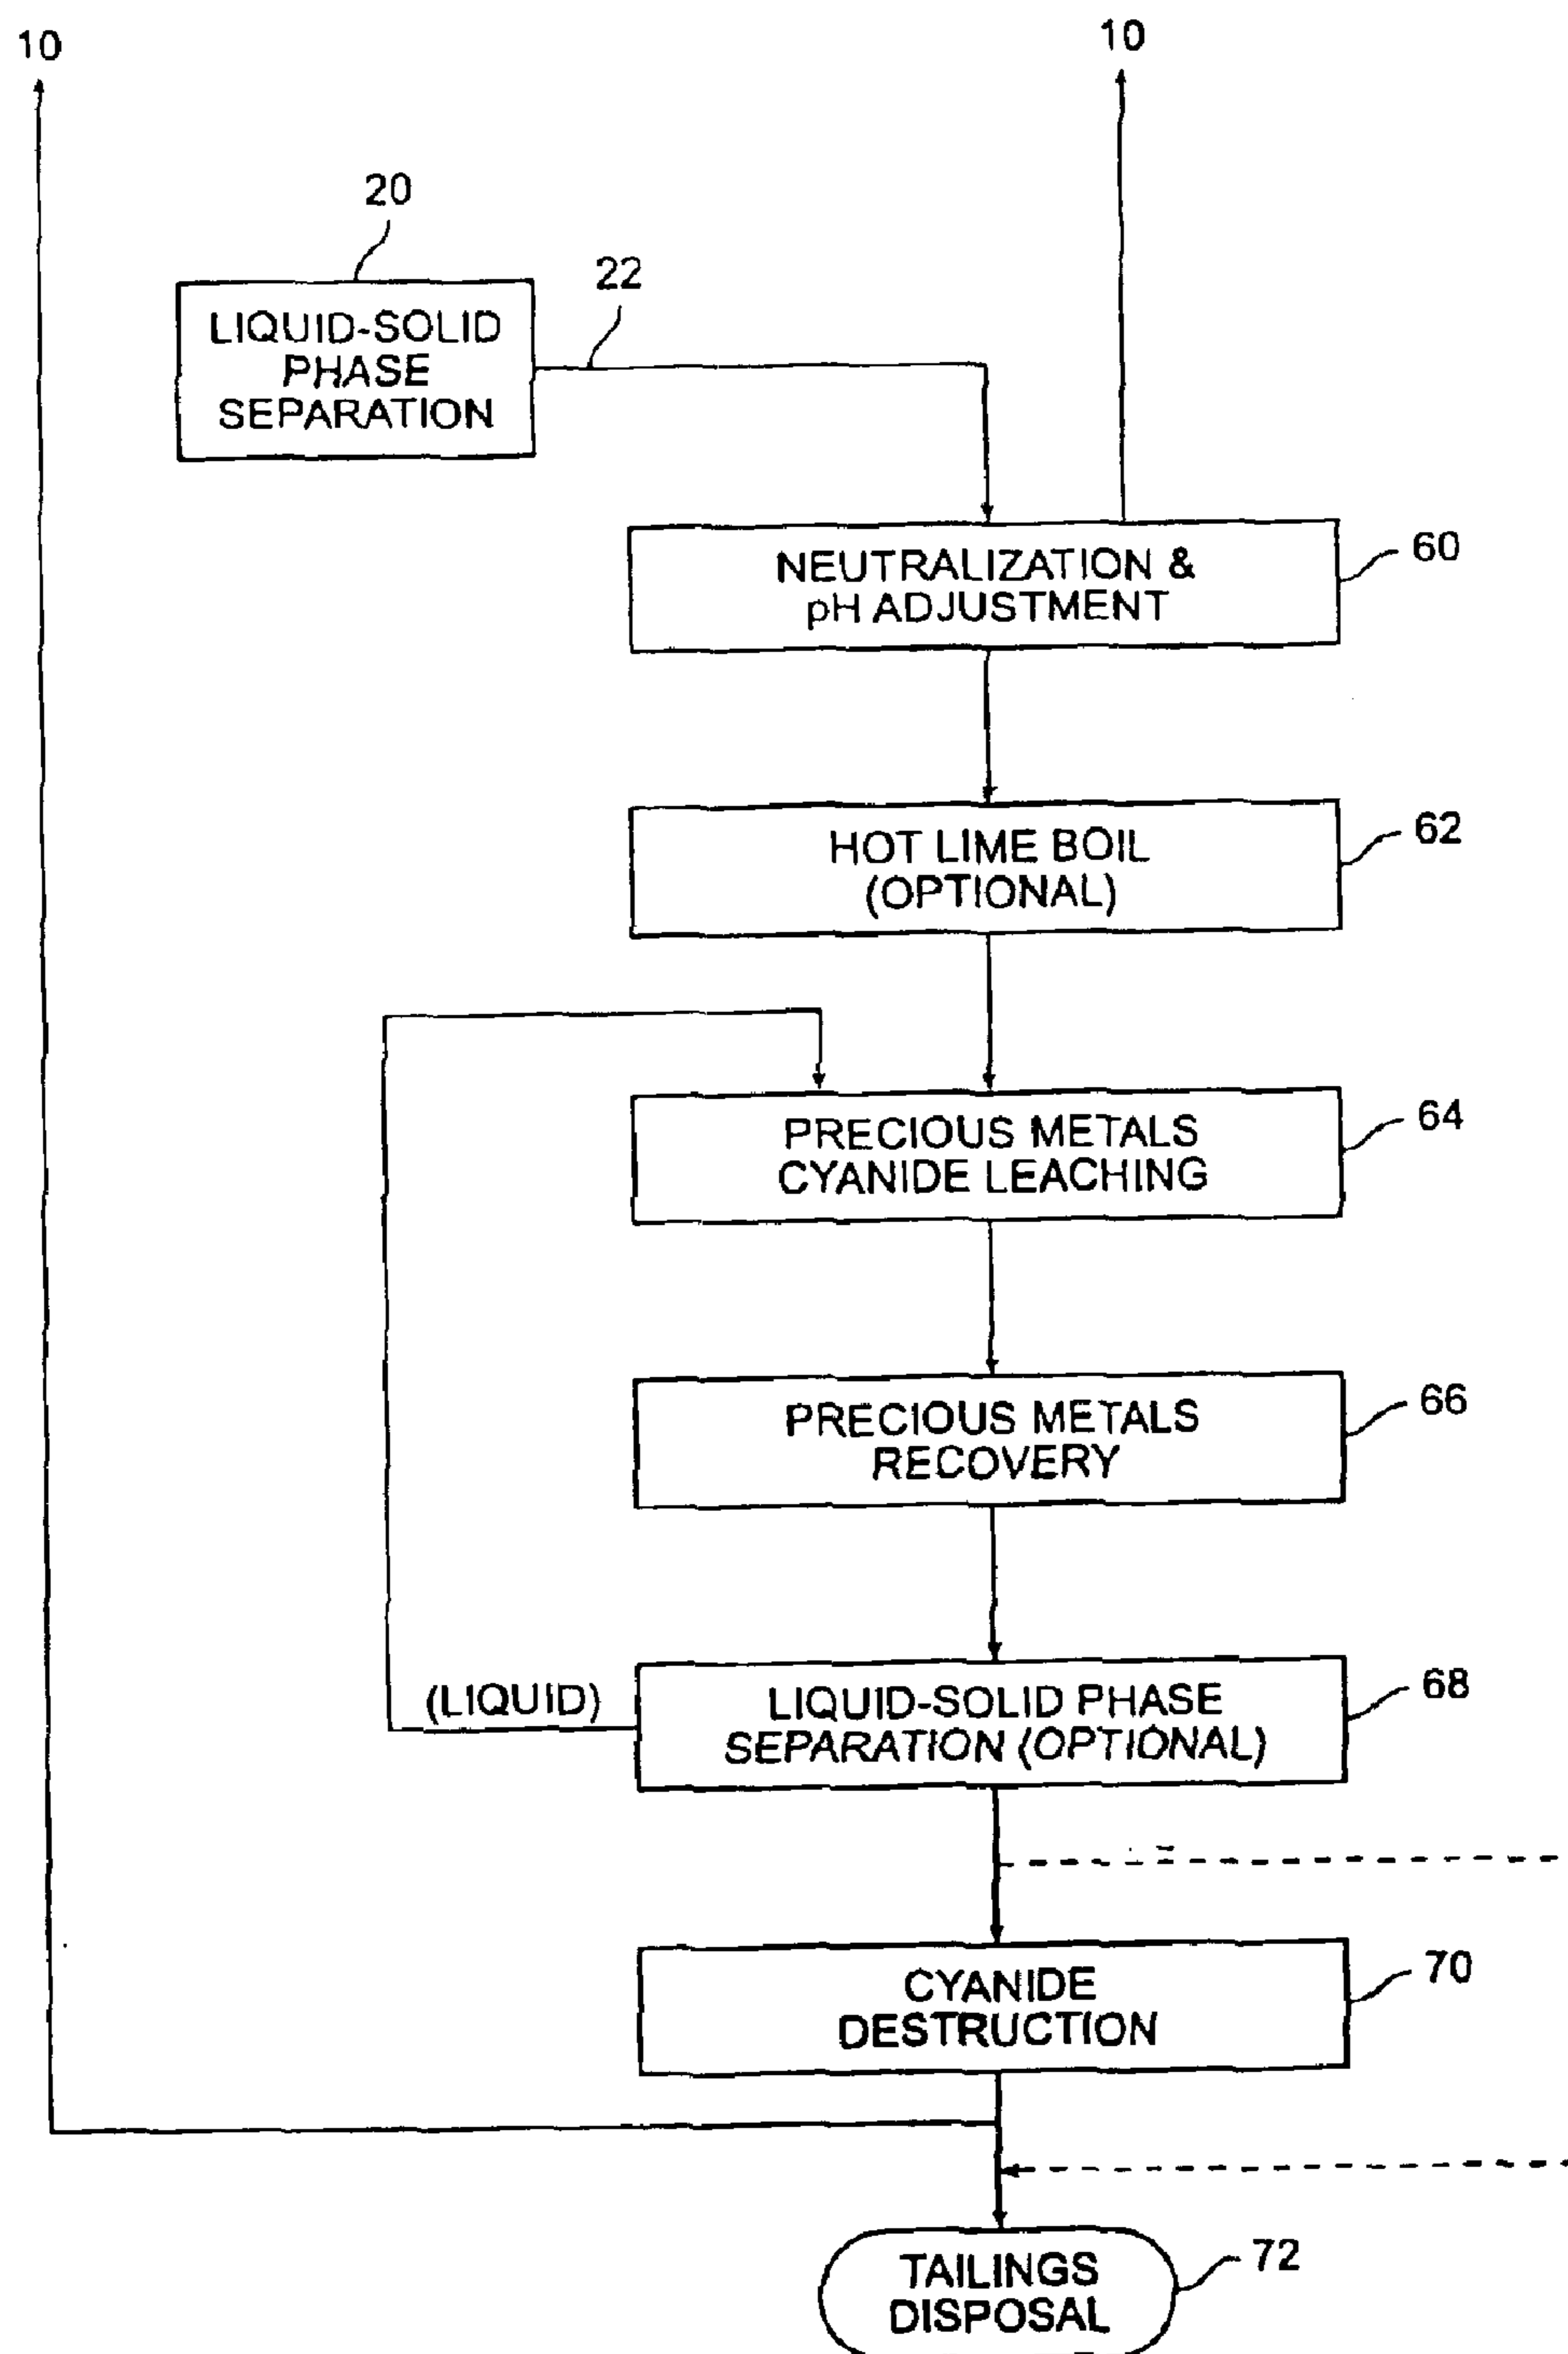 10
10
20
22
LIQUID-SOLID
PHASE
SEPARATION
NEUTRALIZATION &
pH ADJUSTMENT
60
HOT LIME BOIL
(OPTIONAL)
62
PRECIOUS METALS
CYANIDE LEACHING
64
PRECIOUS METALS
RECOVERY
66
(LIQUID)
LIQUID-SOLID PHASE
SEPARATION (OPTIONAL)
68
CYANIDE
DESTRUCTION
70
TAILINGS
DISPOSAL
72